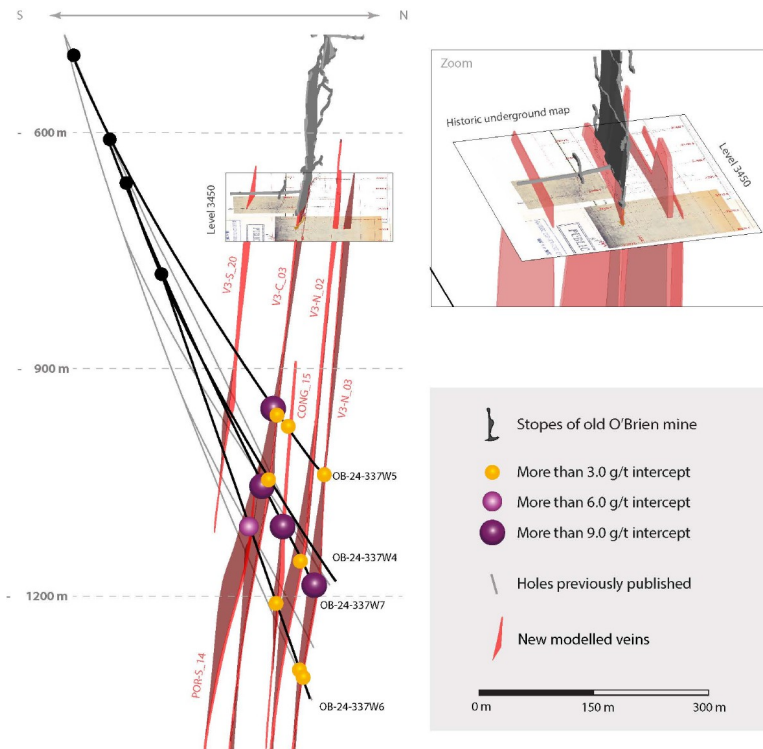 S
N
Zoom
Historic underground map
Level 3450
- 600 m
Level 3450
V3-S_20
V3-C_03
V3-N_02
- 900 m
CONG_15
V3-N_03
OB-24-337W5
OB-24-337W4
- 1200 m
OB-24-337W7
POR-S_14
OB-24-337W6
Stopes of old O'Brien mine
More than 3.0 g/t intercept
More than 6.0 g/t intercept
More than 9.0 g/t intercept
Holes previously published
New modelled veins
0 m 150 m 300 m